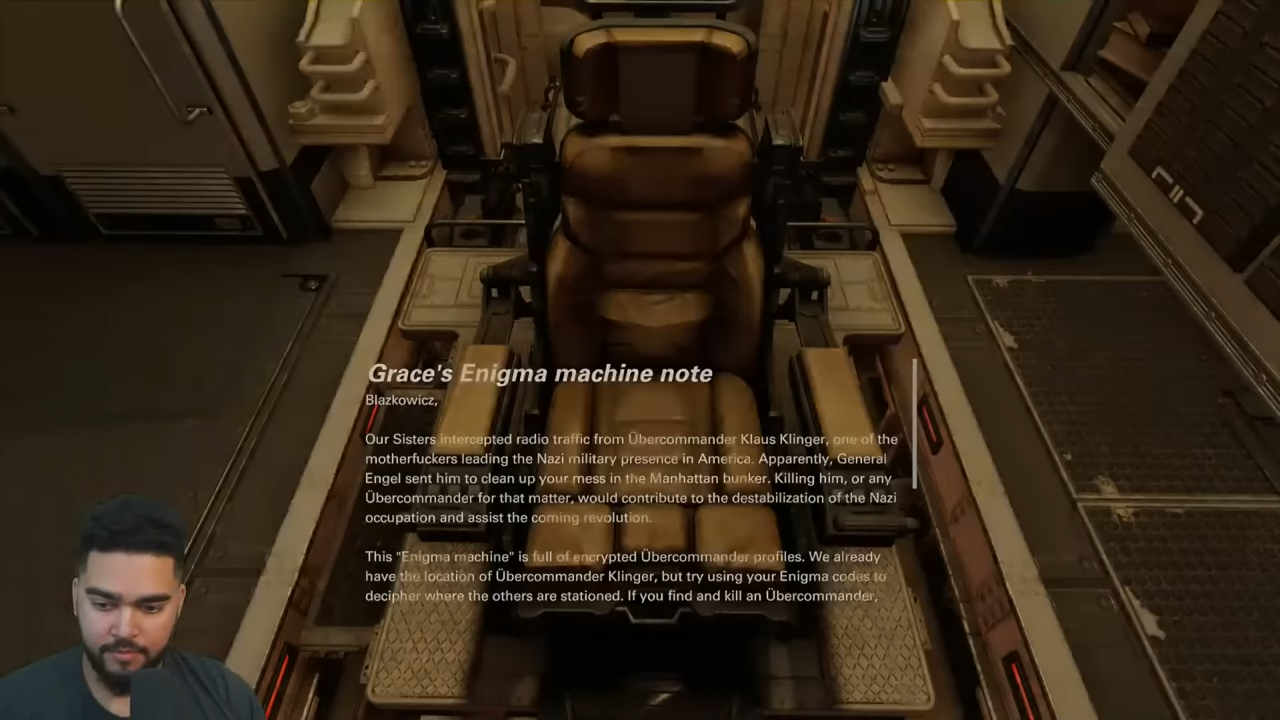 Grace's Enigma machine note
Blazkowicz,
Our Sisters intercepted radio traffic from Übercommander Klaus Klinger, one of the
motherfuckers leading the Nazi military presence in America. Apparently, General
Engel sent him to clean up your mess in the Manhattan bunker. Killing him, or any
Übercommander for that matter, would contribute to the destabilization of the Nazi
occupation and assist the coming revolution.
This "Enigma machine" is full of encrypted Übercommander profiles. We already
have the location of Übercommander Klinger, but try using your Enigma codes to
decipher where the others are stationed. If you find and kill an Übercommander,